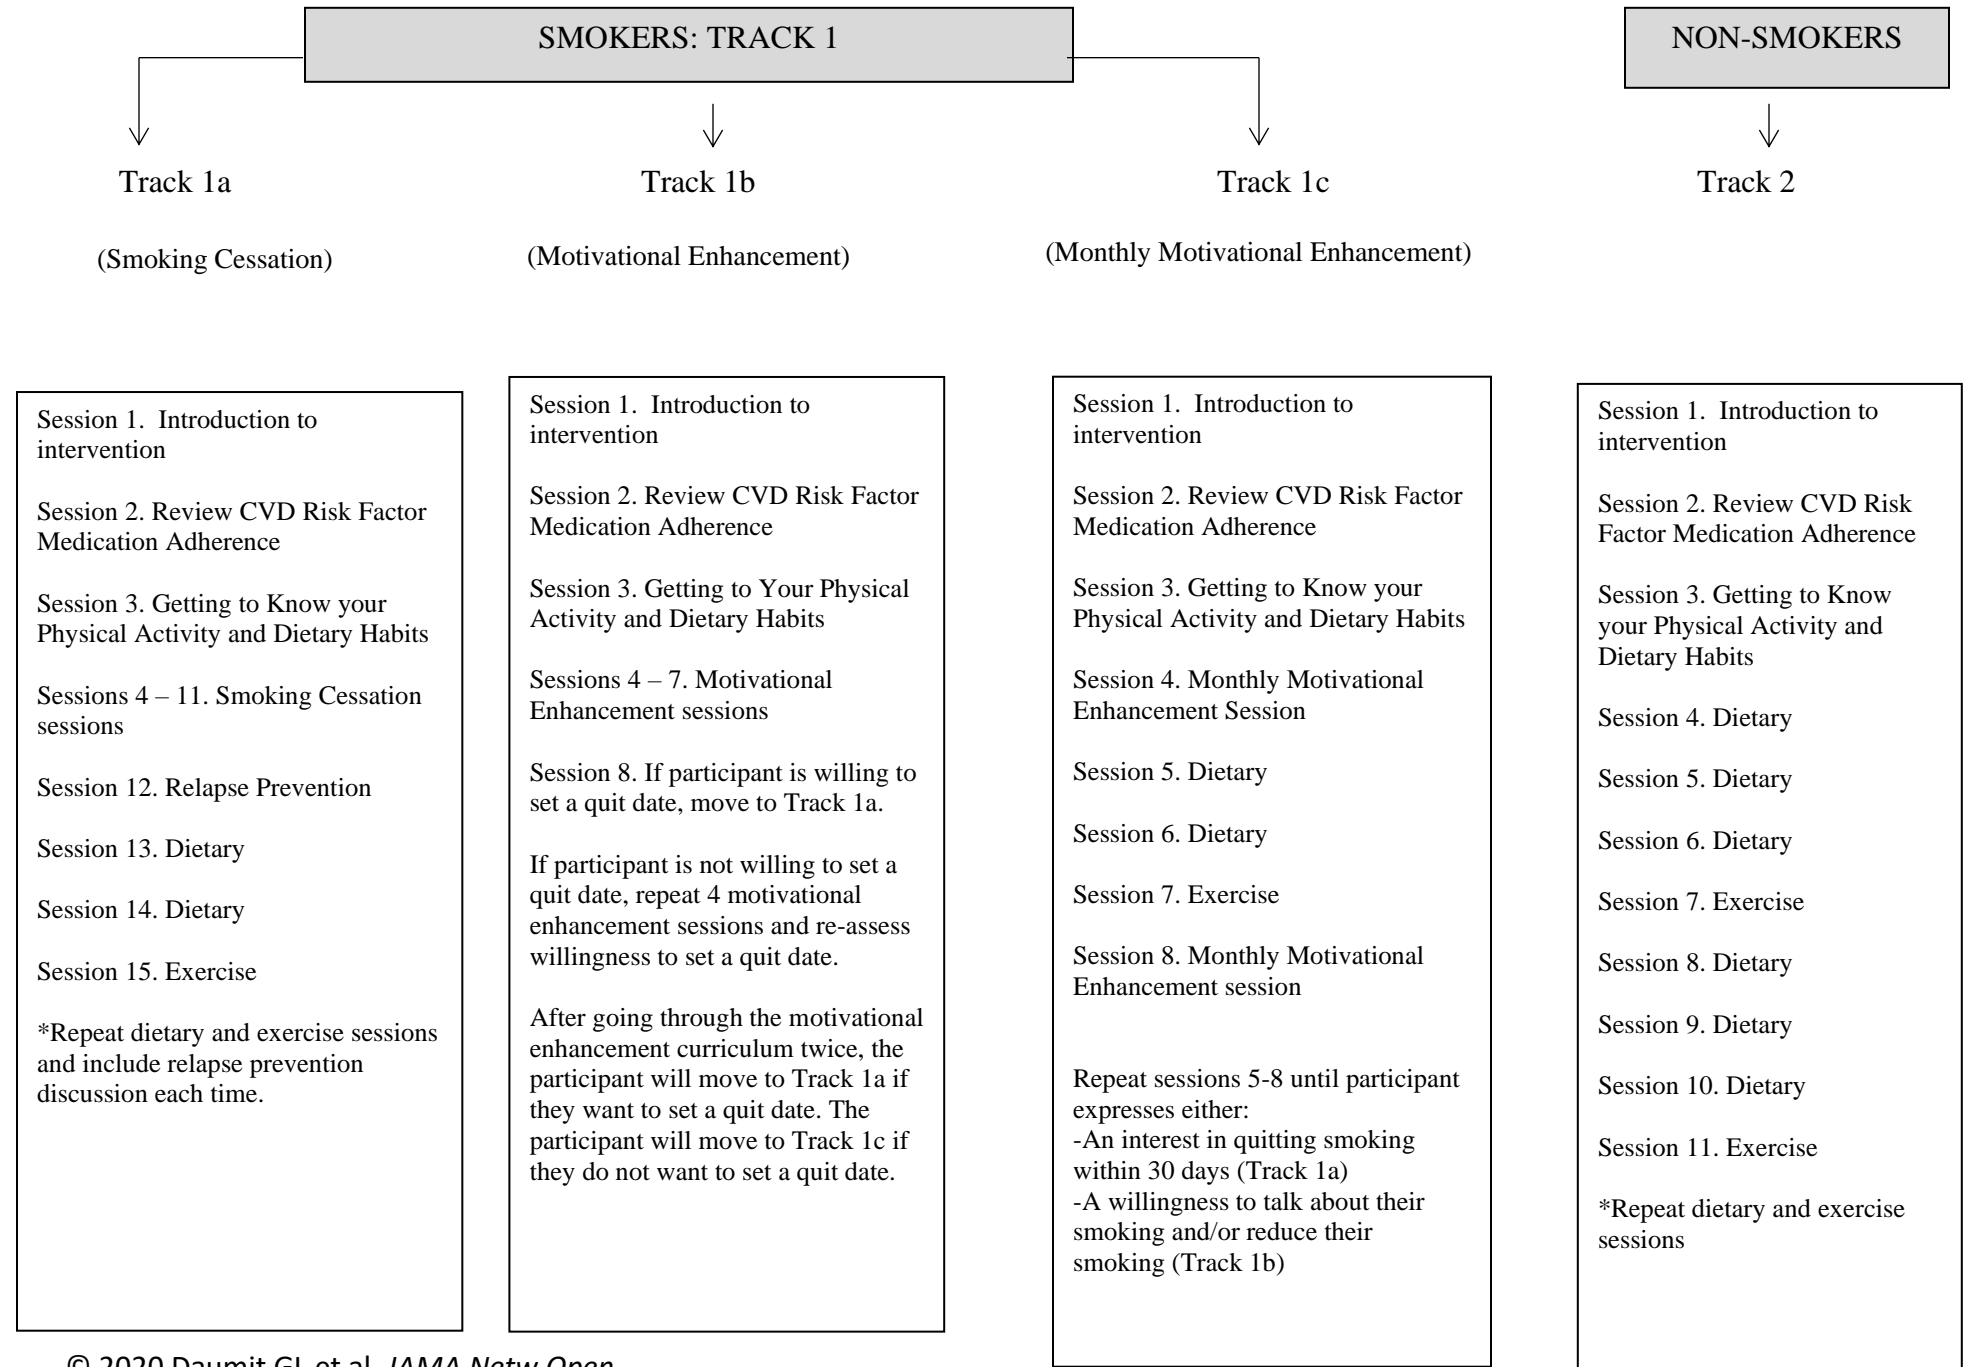 SMOKERS: TRACK 1
NON-SMOKERS
Track 1a
(Smoking Cessation)
Track 1b
(Motivational Enhancement)
Track 1c
(Monthly Motivational Enhancement)
Track 2
Session 1.  Introduction to
intervention
Session 2. Review CVD Risk Factor
Medication Adherence
Session 3. Getting to Know your
Physical Activity and Dietary Habits
Sessions 4 – 11. Smoking Cessation
sessions
Session 12. Relapse Prevention
Session 13. Dietary
Session 14. Dietary
Session 15. Exercise
*Repeat dietary and exercise sessions
and include relapse prevention
discussion each time.
Session 1.  Introduction to
intervention
Session 2. Review CVD Risk Factor
Medication Adherence
Session 3. Getting to Your Physical
Activity and Dietary Habits
Sessions 4 – 7. Motivational
Enhancement sessions
Session 8. If participant is willing to
set a quit date, move to Track 1a.
If participant is not willing to set a
quit date, repeat 4 motivational
enhancement sessions and re-assess
willingness to set a quit date.
After going through the motivational
enhancement curriculum twice, the
participant will move to Track 1a if
they want to set a quit date. The
participant will move to Track 1c if
they do not want to set a quit date.
Session 1.  Introduction to
intervention
Session 2. Review CVD Risk Factor
Medication Adherence
Session 3. Getting to Know your
Physical Activity and Dietary Habits
Session 4. Monthly Motivational
Enhancement Session
Session 5. Dietary
Session 6. Dietary
Session 7. Exercise
Session 8. Monthly Motivational
Enhancement session
Repeat sessions 5-8 until participant
expresses either:
-An interest in quitting smoking
within 30 days (Track 1a)
-A willingness to talk about their
smoking and/or reduce their
smoking (Track 1b)
Session 1.  Introduction to
intervention
Session 2. Review CVD Risk
Factor Medication Adherence
Session 3. Getting to Know
your Physical Activity and
Dietary Habits
Session 4. Dietary
Session 5. Dietary
Session 6. Dietary
Session 7. Exercise
Session 8. Dietary
Session 9. Dietary
Session 10. Dietary
Session 11. Exercise
*Repeat dietary and exercise
sessions
© 2020 Daumit GL et al. JAMA Netw Open